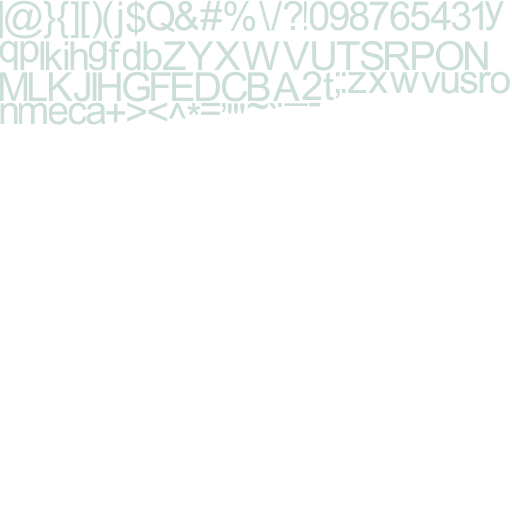 |@}{][)(j$Q&#%\/?!098765431y
qplkihgfdbZYXWVUTSRPON
MLKJIHGFEDCBA2t;:zxwvusro
nmeca+><^*=,"'~`-_.